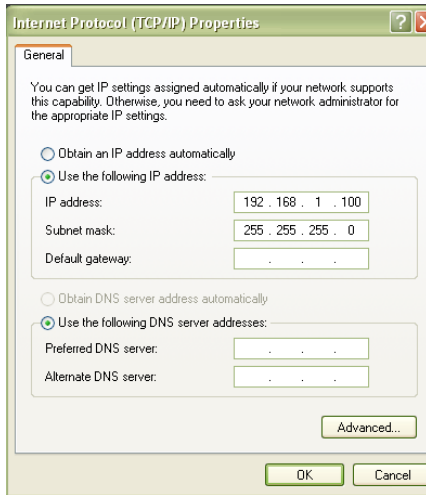 Internet Protocol (TCP/IP) Properties
General
You can get IP settings assigned automatically if your network supports
this capability. Otherwise, you need to ask your network administrator for
the appropriate IP settings.
Obtain an IP address automatically
Use the following IP address:
IP address: 192 . 168 . 1 . 100
Subnet mask: 255 . 255 . 255 . 0
Default gateway: . . .
Obtain DNS server address automatically
Use the following DNS server addresses:
Preferred DNS server: . . .
Alternate DNS server: . . .
Advanced...
OK Cancel